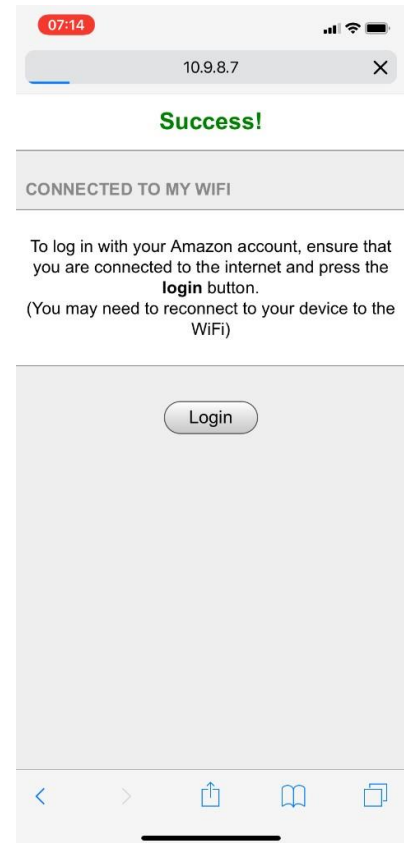 07:14
10.9.8.7
Success!
CONNECTED TO MY WIFI
To log in with your Amazon account, ensure that
you are connected to the internet and press the
login button.
(You may need to reconnect to your device to the
WiFi)
Login